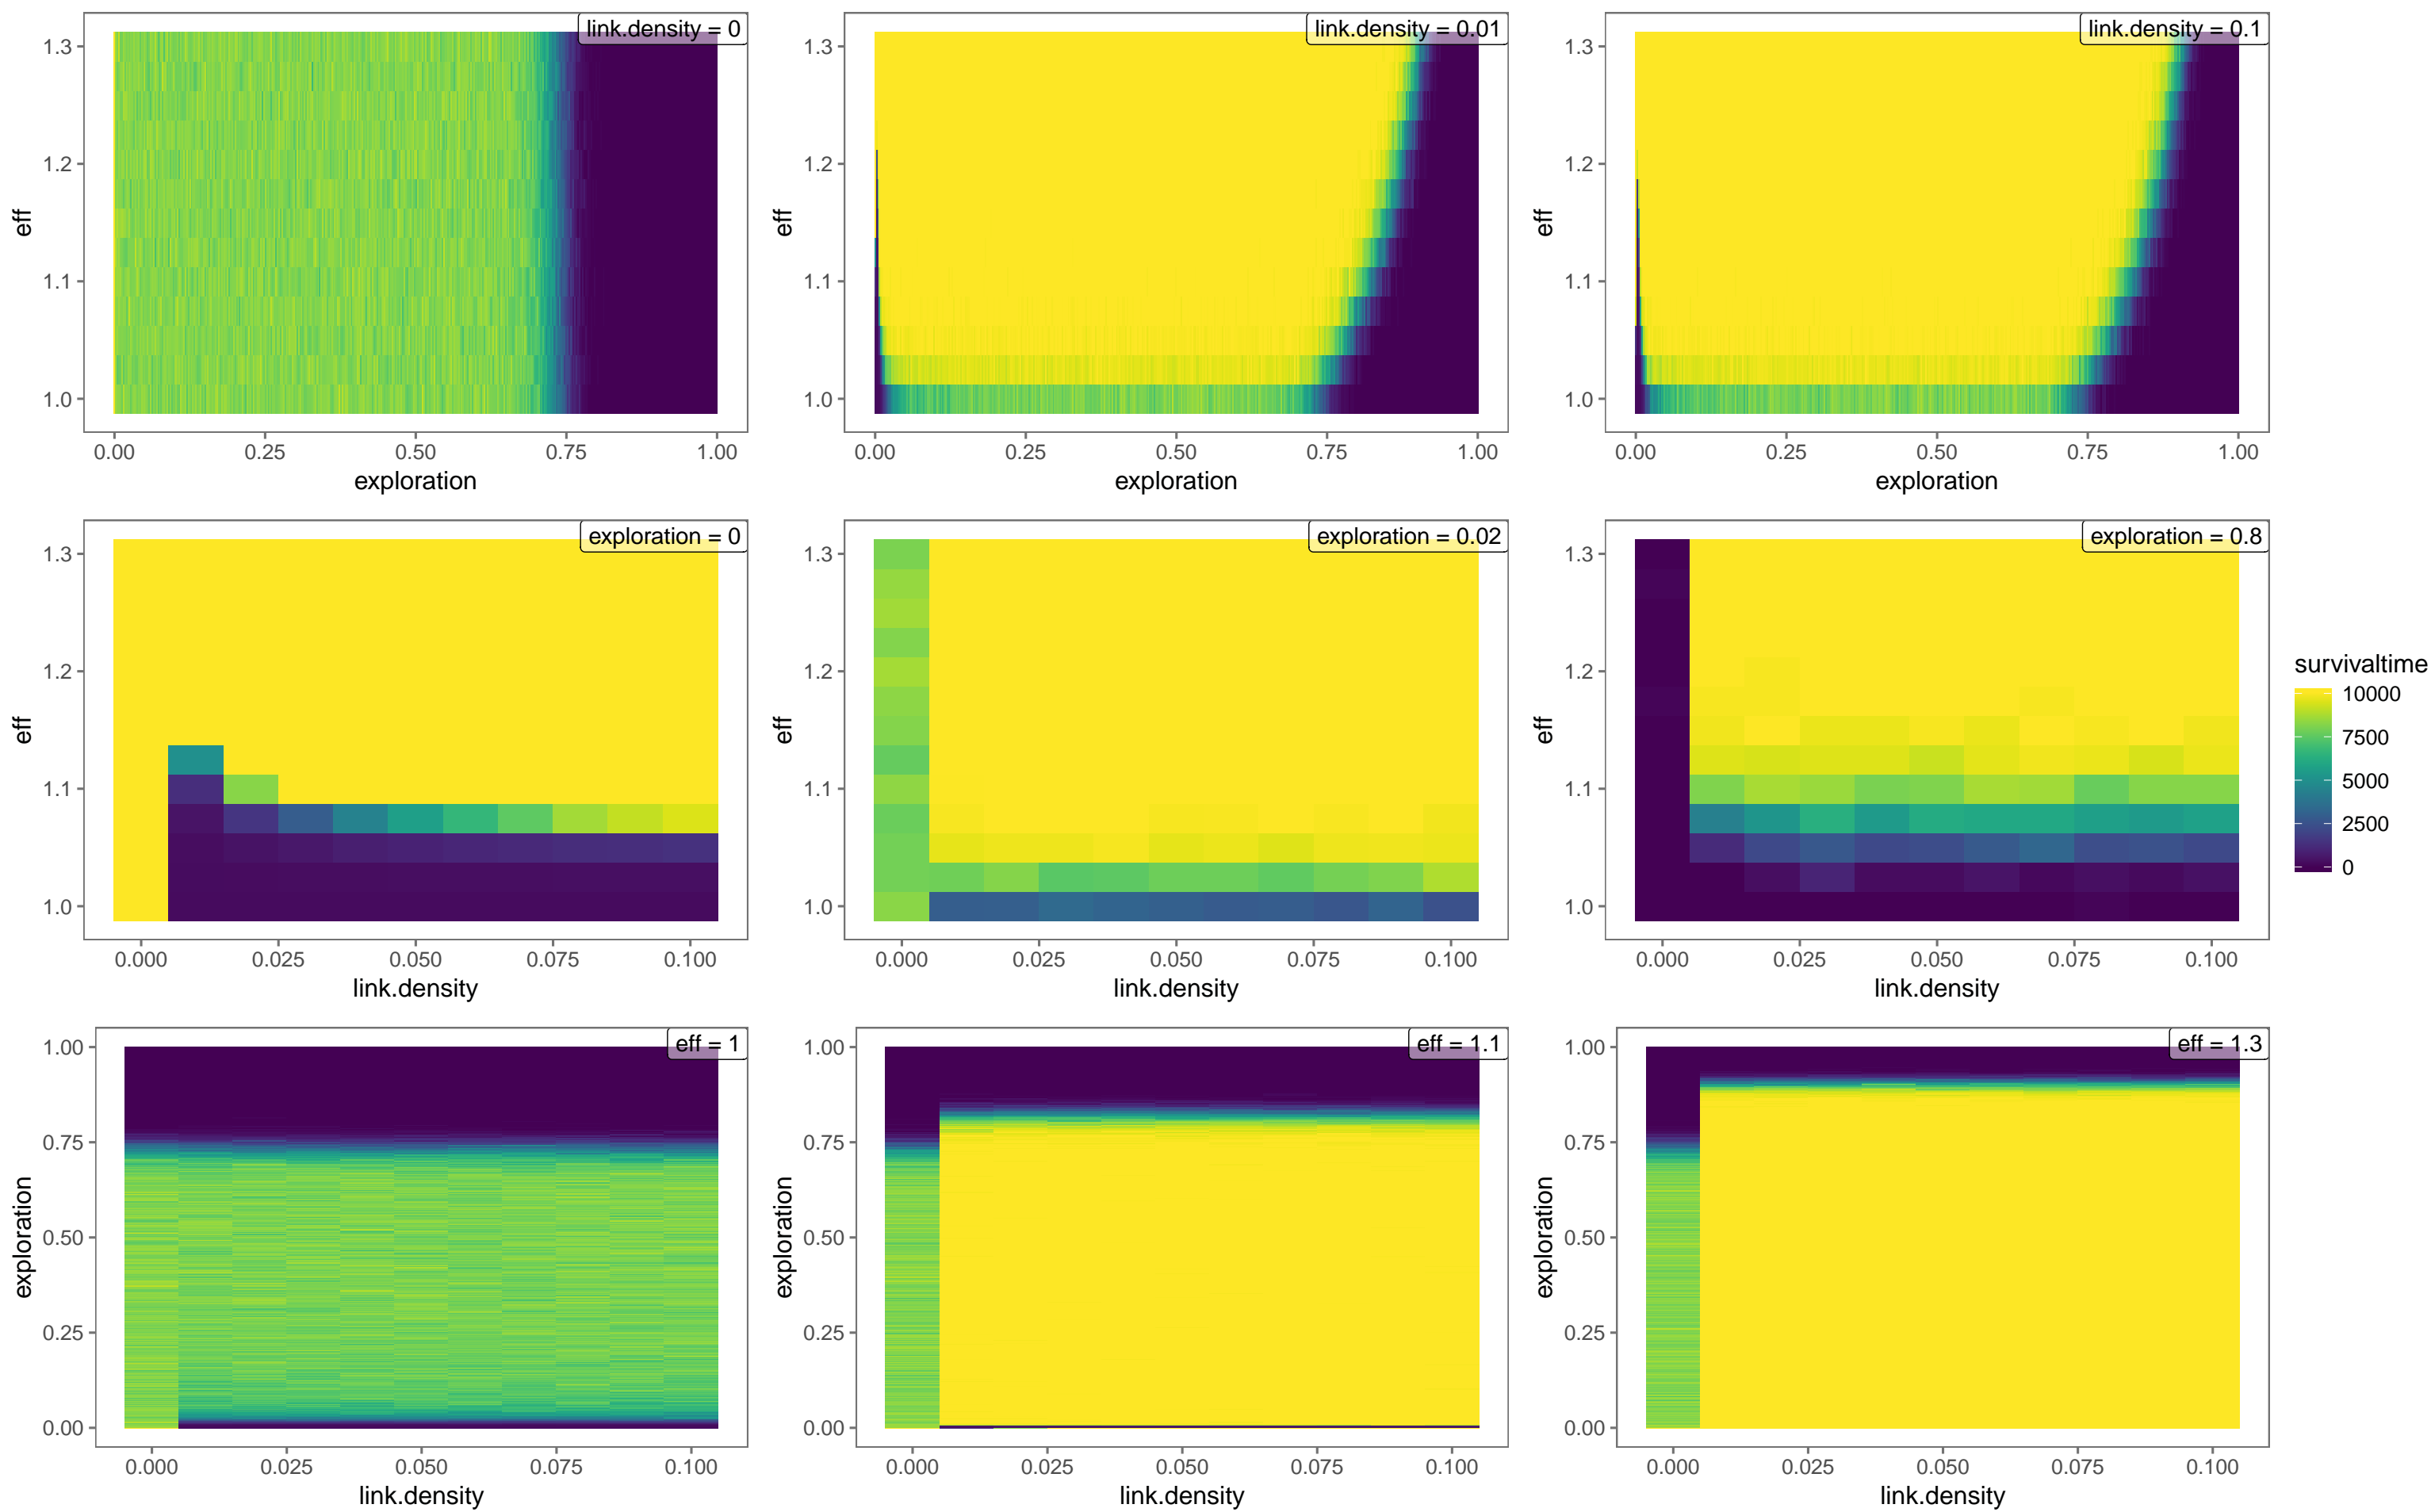 link.density = 0
1.3
1.2
1.1
1.0
eff
0.00 0.25 0.50 0.75 1.00
exploration
link.density = 0.01
1.3
1.2
1.1
1.0
eff
0.00 0.25 0.50 0.75 1.00
exploration
link.density = 0.1
1.3
1.2
1.1
1.0
eff
0.00 0.25 0.50 0.75 1.00
exploration
exploration = 0
1.3
1.2
1.1
1.0
eff
0.000 0.025 0.050 0.075 0.100
link.density
exploration = 0.02
1.3
1.2
1.1
1.0
eff
0.000 0.025 0.050 0.075 0.100
link.density
exploration = 0.8
1.3
1.2
1.1
1.0
eff
0.000 0.025 0.050 0.075 0.100
link.density
survivaltime
10000
7500
5000
2500
0
eff = 1
1.00
0.75
0.50
0.25
0.00
exploration
0.000 0.025 0.050 0.075 0.100
link.density
eff = 1.1
1.00
0.75
0.50
0.25
0.00
exploration
0.000 0.025 0.050 0.075 0.100
link.density
eff = 1.3
1.00
0.75
0.50
0.25
0.00
exploration
0.000 0.025 0.050 0.075 0.100
link.density